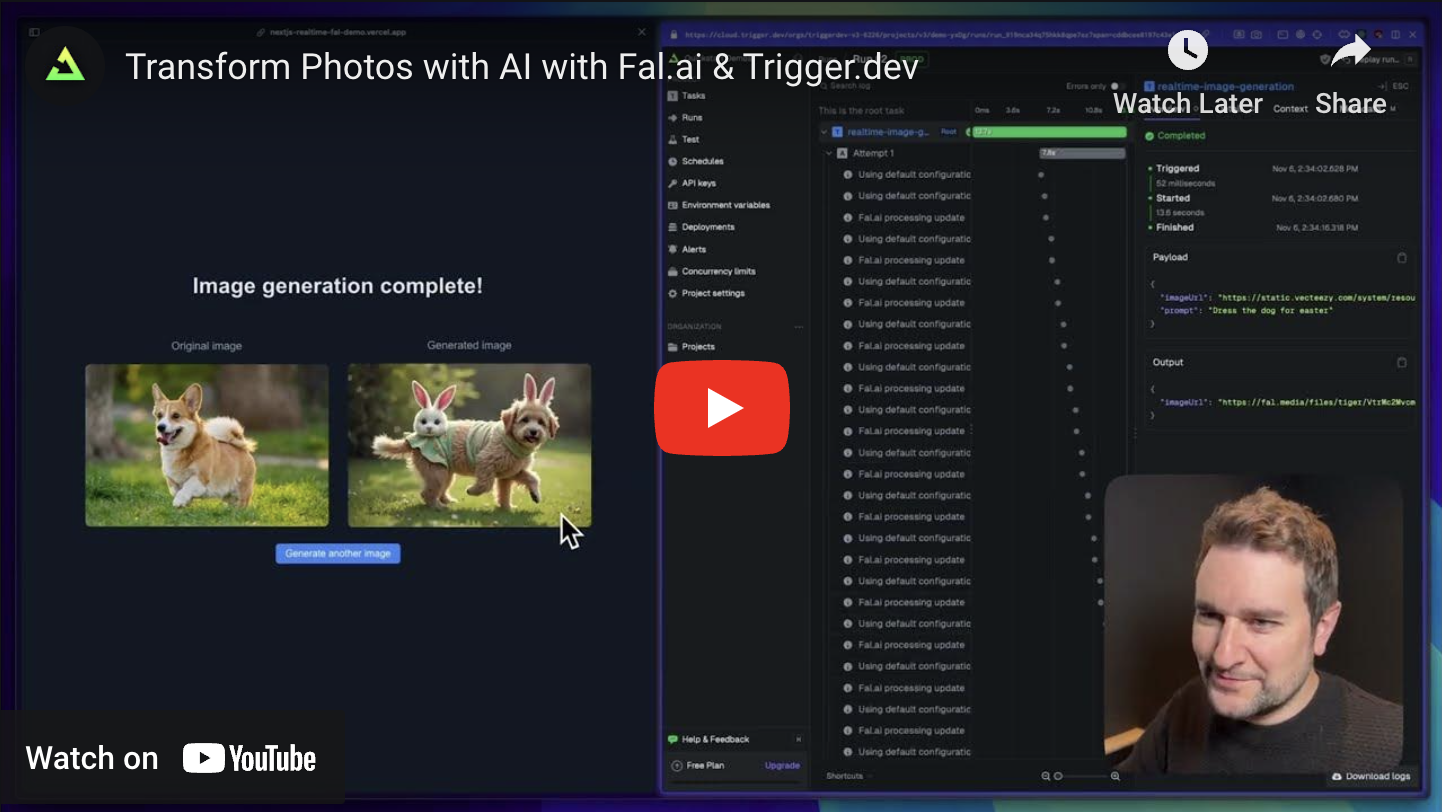 nextjs-realtime-fal-demo.vercel.app
Transform Photos with AI with Fal.ai & Trigger.dev
Watch Later
Share
Image generation complete!
Original image
Generated image
Generate another image
Tasks
Runs
Test
Schedules
API keys
Environment variables
Deployments
Alerts
Concurrency limits
Project settings
ORGANIZATION
Projects
Help & Feedback
Free Plan
Upgrade
Search log
Errors only
This is the root task
0ms 3.6s 7.2s 10.8s
realtime-image-g... Root
Attempt 1
7.8s
Using default configuratic
Using default configuratic
Fal.ai processing update
Using default configuratic
Fal.ai processing update
Using default configuratic
Fal.ai processing update
Using default configuratic
Fal.ai processing update
Using default configuratic
Fal.ai processing update
Using default configuratic
Fal.ai processing update
Using default configuratic
Fal.ai processing update
Using default configuratic
Fal.ai processing update
Using default configuratic
Fal.ai processing update
Using default configuratic
Fal.ai processing update
Using default configuratic
Fal.ai processing update
Using default configuratic
Fal.ai processing update
Using default configuratic
Fal.ai processing update
Using default configuratic
Shortcuts
realtime-image-generation
ESC
Context
Completed
Triggered Nov 6, 2:34:02.628 PM
52 milliseconds
Started Nov 6, 2:34:02.680 PM
13.6 seconds
Finished Nov 6, 2:34:16.318 PM
Payload
{
"imageUrl": "https://static.vecteezy.com/system/resou
"prompt": "Dress the dog for easter"
}
Output
{
"imageUrl": "https://fal.media/files/tiger/VtrMc2Mvcm
}
Download logs
Watch on YouTube